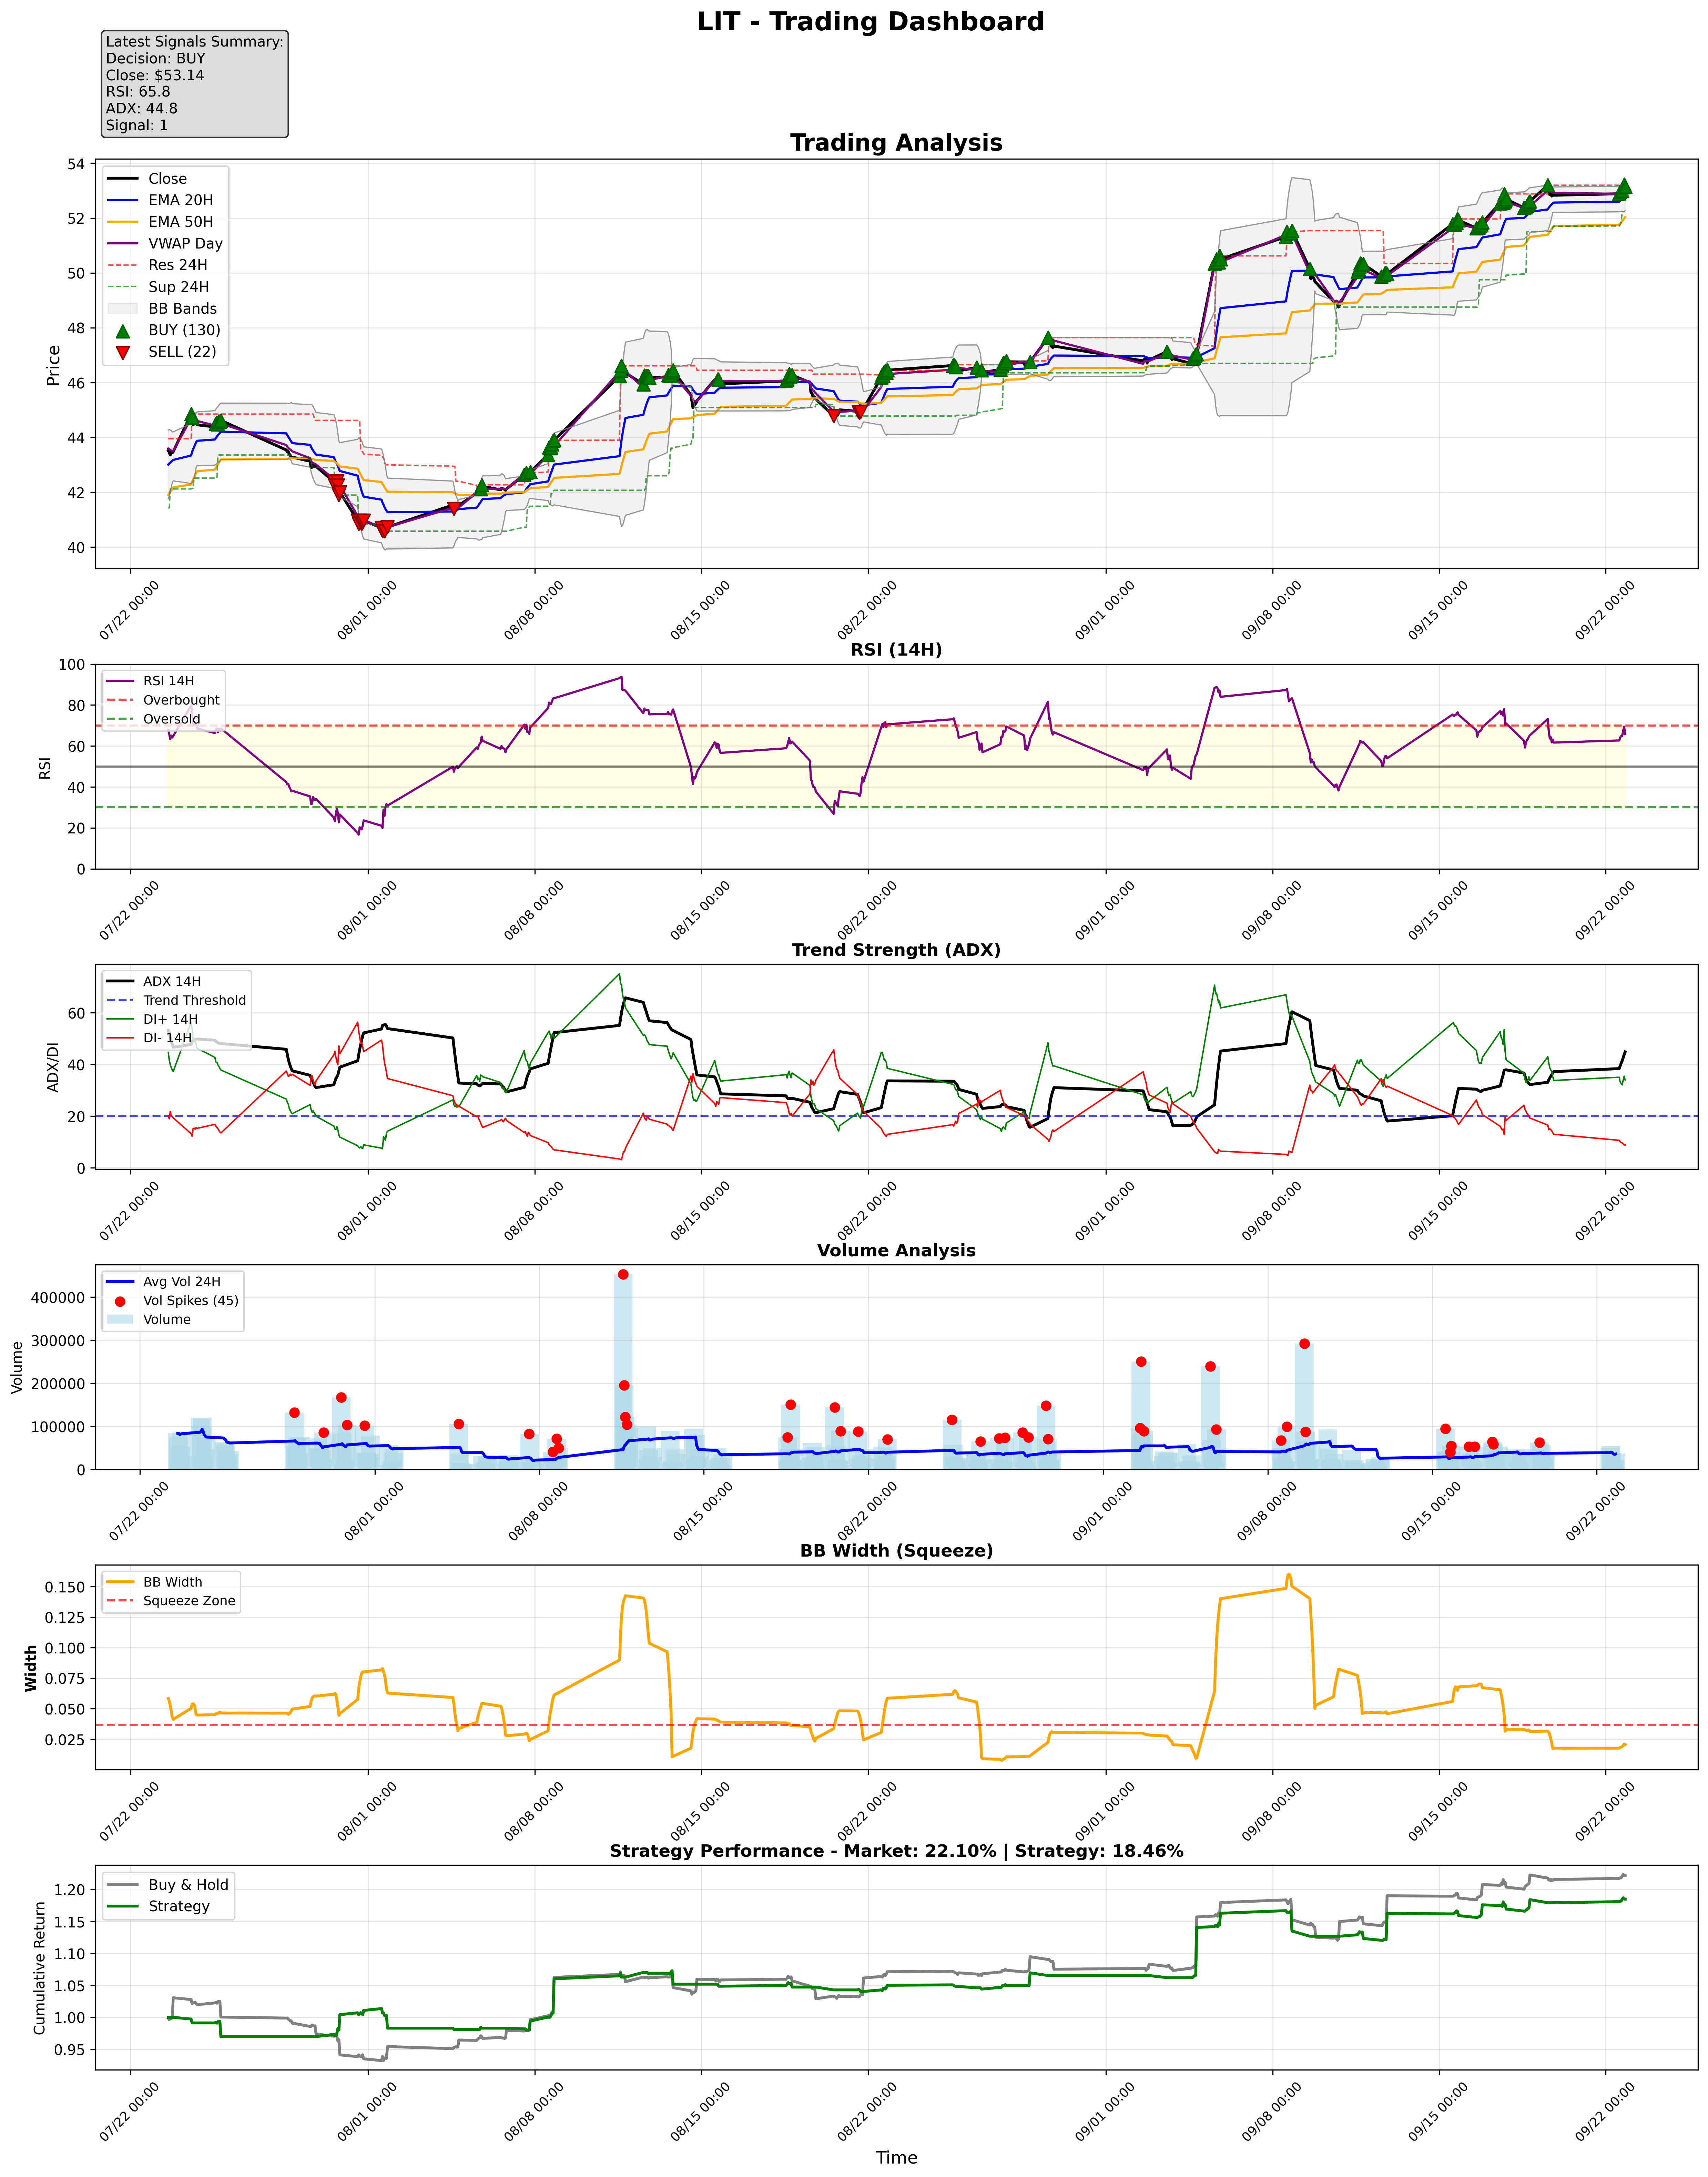 LIT - Trading Dashboard
Latest Signals Summary:
Decision: BUY
Close: $53.14
RSI: 65.8
ADX: 44.8
Signal: 1
Trading Analysis
Close
EMA 20H
EMA 50H
VWAP Day
Res 24H
Sup 24H
BB Bands
BUY (130)
SELL (22)
Price
54
52
50
48
46
44
42
40
07/22 00:00
08/01 00:00
08/08 00:00
08/15 00:00
08/22 00:00
09/01 00:00
09/08 00:00
09/15 00:00
09/22 00:00
RSI (14H)
RSI 14H
Overbought
Oversold
RSI
100
80
60
40
20
0
07/22 00:00
08/01 00:00
08/08 00:00
08/15 00:00
08/22 00:00
09/01 00:00
09/08 00:00
09/15 00:00
09/22 00:00
Trend Strength (ADX)
ADX 14H
Trend Threshold
DI+ 14H
DI- 14H
ADX/DI
60
40
20
0
07/22 00:00
08/01 00:00
08/08 00:00
08/15 00:00
08/22 00:00
09/01 00:00
09/08 00:00
09/15 00:00
09/22 00:00
Volume Analysis
Avg Vol 24H
Vol Spikes (45)
Volume
Volume
400000
300000
200000
100000
0
07/22 00:00
08/01 00:00
08/08 00:00
08/15 00:00
08/22 00:00
09/01 00:00
09/08 00:00
09/15 00:00
09/22 00:00
BB Width (Squeeze)
BB Width
Squeeze Zone
Width
0.150
0.125
0.100
0.075
0.050
0.025
07/22 00:00
08/01 00:00
08/08 00:00
08/15 00:00
08/22 00:00
09/01 00:00
09/08 00:00
09/15 00:00
09/22 00:00
Strategy Performance - Market: 22.10% | Strategy: 18.46%
Buy & Hold
Strategy
Cumulative Return
1.20
1.15
1.10
1.05
1.00
0.95
07/22 00:00
08/01 00:00
08/08 00:00
08/15 00:00
08/22 00:00
09/01 00:00
09/08 00:00
09/15 00:00
09/22 00:00
Time